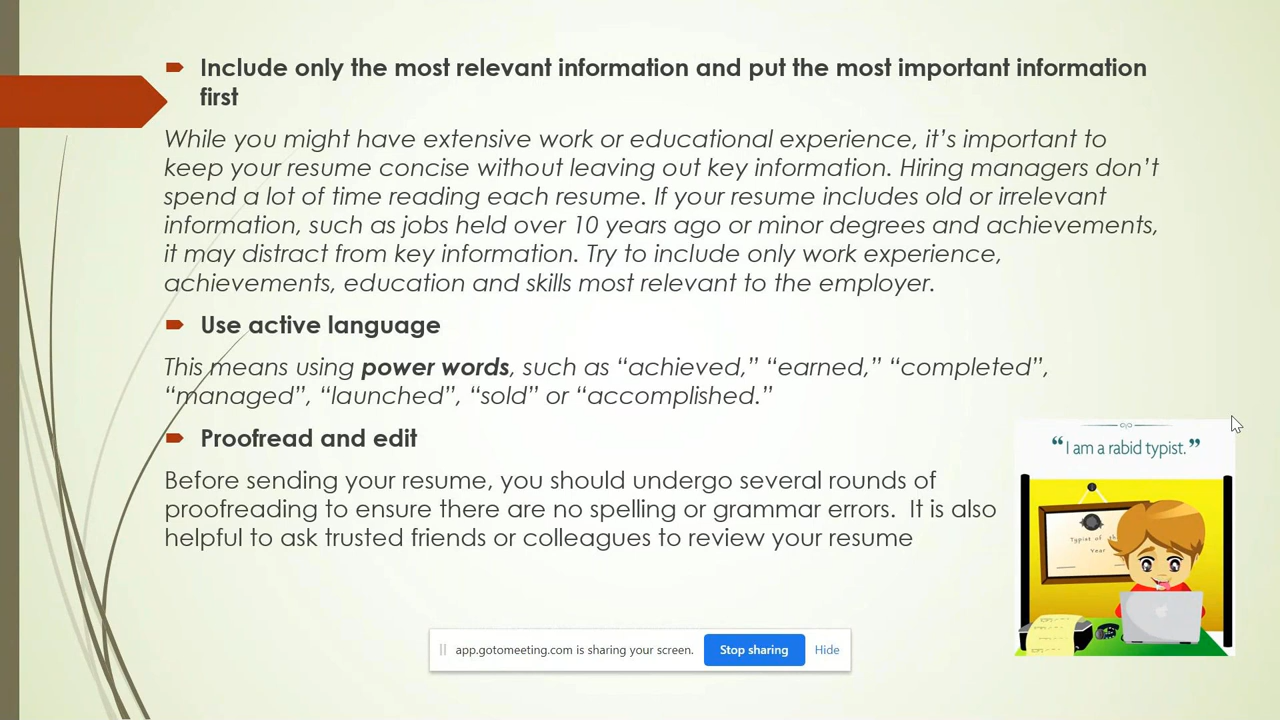 Include only the most relevant information and put the most important information
first
While you might have extensive work or educational experience, it’s important to
keep your resume concise without leaving out key information. Hiring managers don’t
spend a lot of time reading each resume. If your resume includes old or irrelevant
information, such as jobs held over 10 years ago or minor degrees and achievements,
it may distract from key information. Try to include only work experience,
achievements, education and skills most relevant to the employer.
Use active language
This means using power words, such as “achieved,” “earned,” “completed”,
“managed”, “launched”, “sold” or “accomplished.”
Proofread and edit
Before sending your resume, you should undergo several rounds of
proofreading to ensure there are no spelling or grammar errors.  It is also
helpful to ask trusted friends or colleagues to review your resume
“I am a rabid typist.”
Typist of
Year
app.gotomeeting.com is sharing your screen.
Stop sharing
Hide